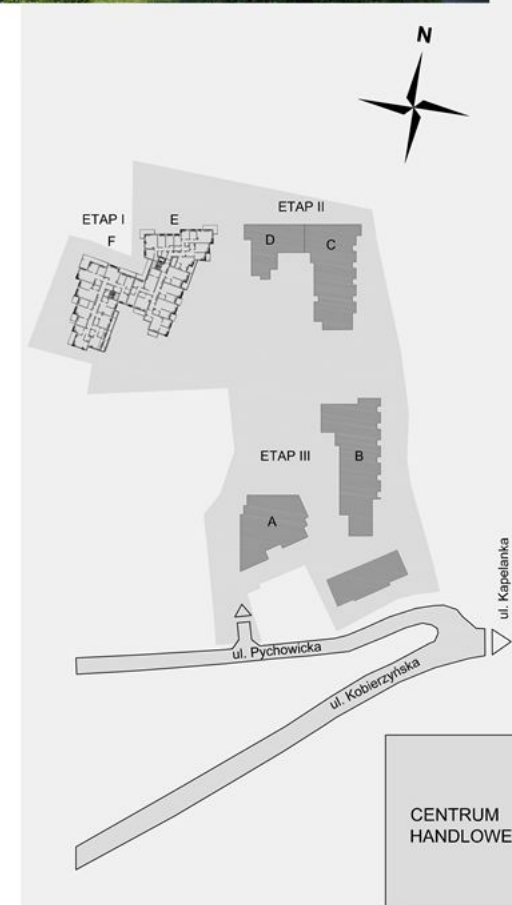 N
ETAP I
E
F
ETAP II
D
C
ETAP III
B
A
ul. Kapelanka
ul. Pychowicka
ul. Kobierzyńska
CENTRUM
HANDLOWE